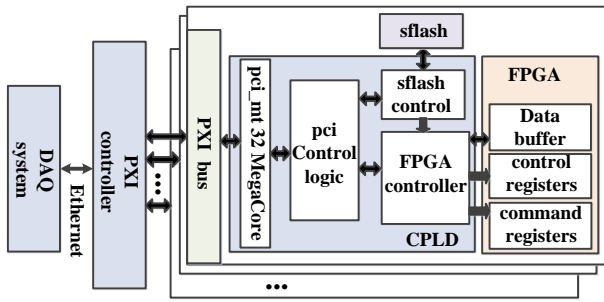 DAQ
system
Ethernet
PXI
controller
...
PXI bus
pci_mt 32 MegaCore
pci
Control
logic
sflash
sflash
control
FPGA
controller
CPLD
FPGA
Data
buffer
control
registers
command
registers
...